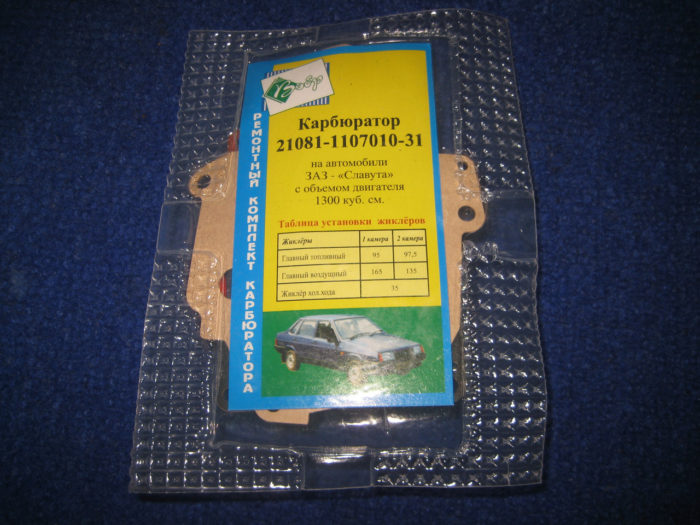 РЕМОНТНЫЙ КОМПЛЕКТ КАРБЮРАТОРА
Карбюратор
21081-1107010-31
на автомобили
ЗАЗ - «Славута»
с объемом двигателя
1300 куб. см.
Таблица установки жиклёров
Жиклёры 1 камера 2 камера
Главный топливный 95 97,5
Главный воздушный 165 135
Жиклёр хол.хода 35